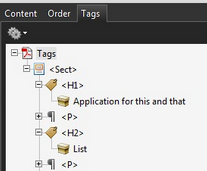 Content Order Tags
Tags
<Sect>
<H1>
Application for this and that
<P>
<H2>
List
<P>